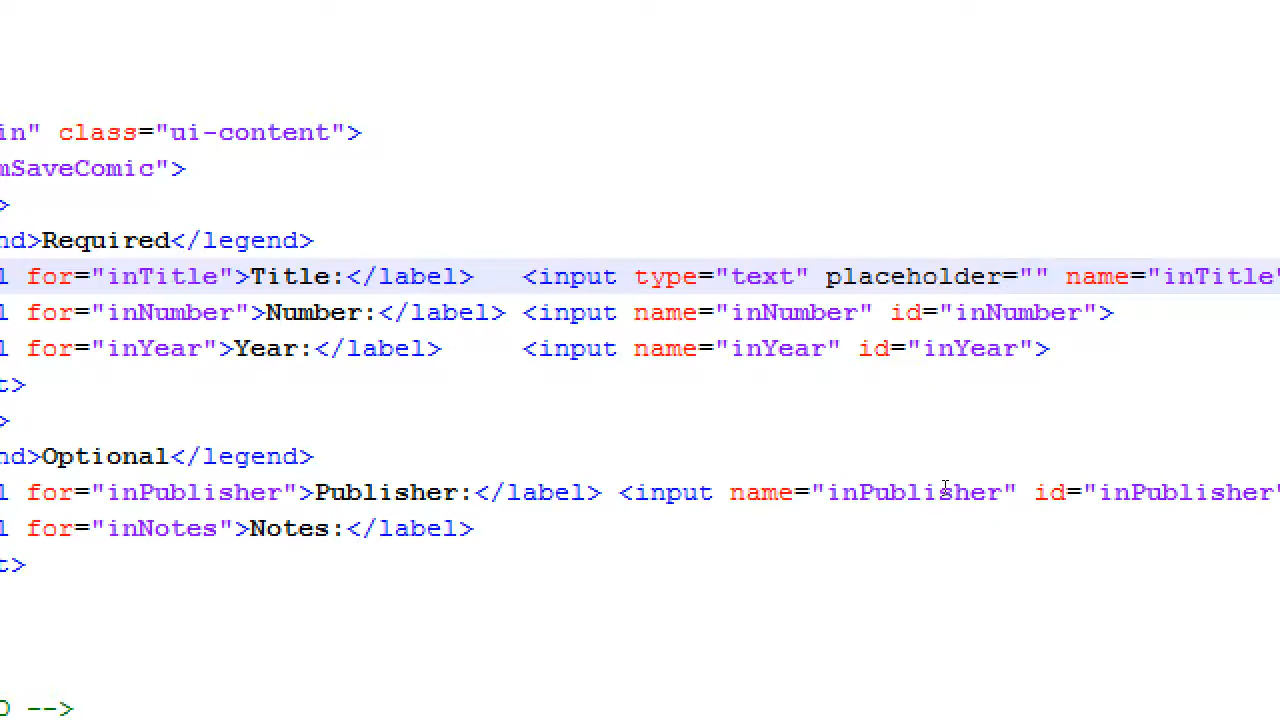 in" class="ui-content">
mSaveComic">
>
nd>Required</legend>
l for="inTitle">Title:</label> <input type="text" placeholder="" name="inTitle"
l for="inNumber">Number:</label> <input name="inNumber" id="inNumber">
l for="inYear">Year:</label> <input name="inYear" id="inYear">
t>
>
nd>Optional</legend>
l for="inPublisher">Publisher:</label> <input name="inPublisher" id="inPublisher"
l for="inNotes">Notes:</label>
t>
-->